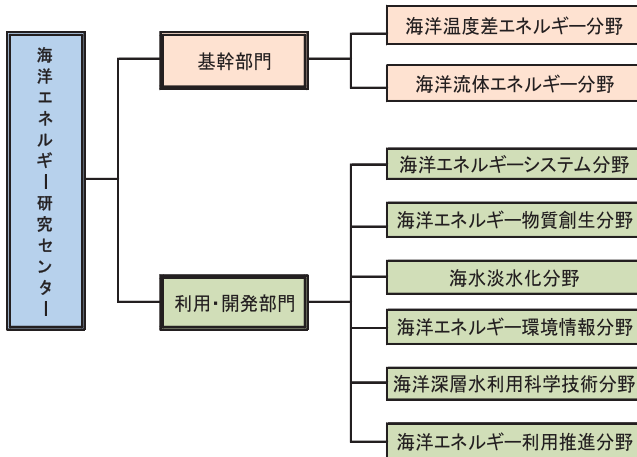 海洋エネルギー研究センター
基幹部門
海洋温度差エネルギー分野
海洋流体エネルギー分野
利用・開発部門
海洋エネルギーシステム分野
海洋エネルギー物質創生分野
海水淡水化分野
海洋エネルギー環境情報分野
海洋深層水利用科学技術分野
海洋エネルギー利用推進分野